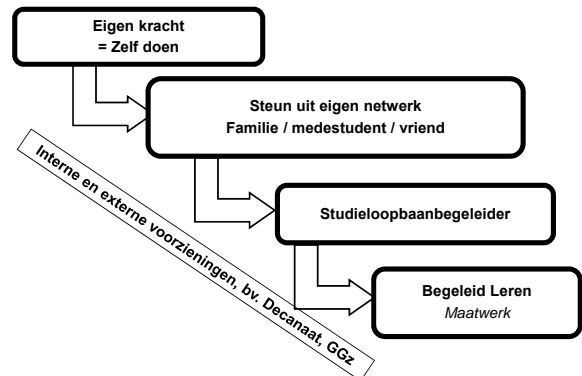 Eigen kracht
= Zelf doen
Steun uit eigen netwerk
Familie / medestudent / vriend
Interne en externe voorzieningen, bv. Decanaat, GGz
Studieloopbaanbegeleider
Begeleid Leren
Maatwerk